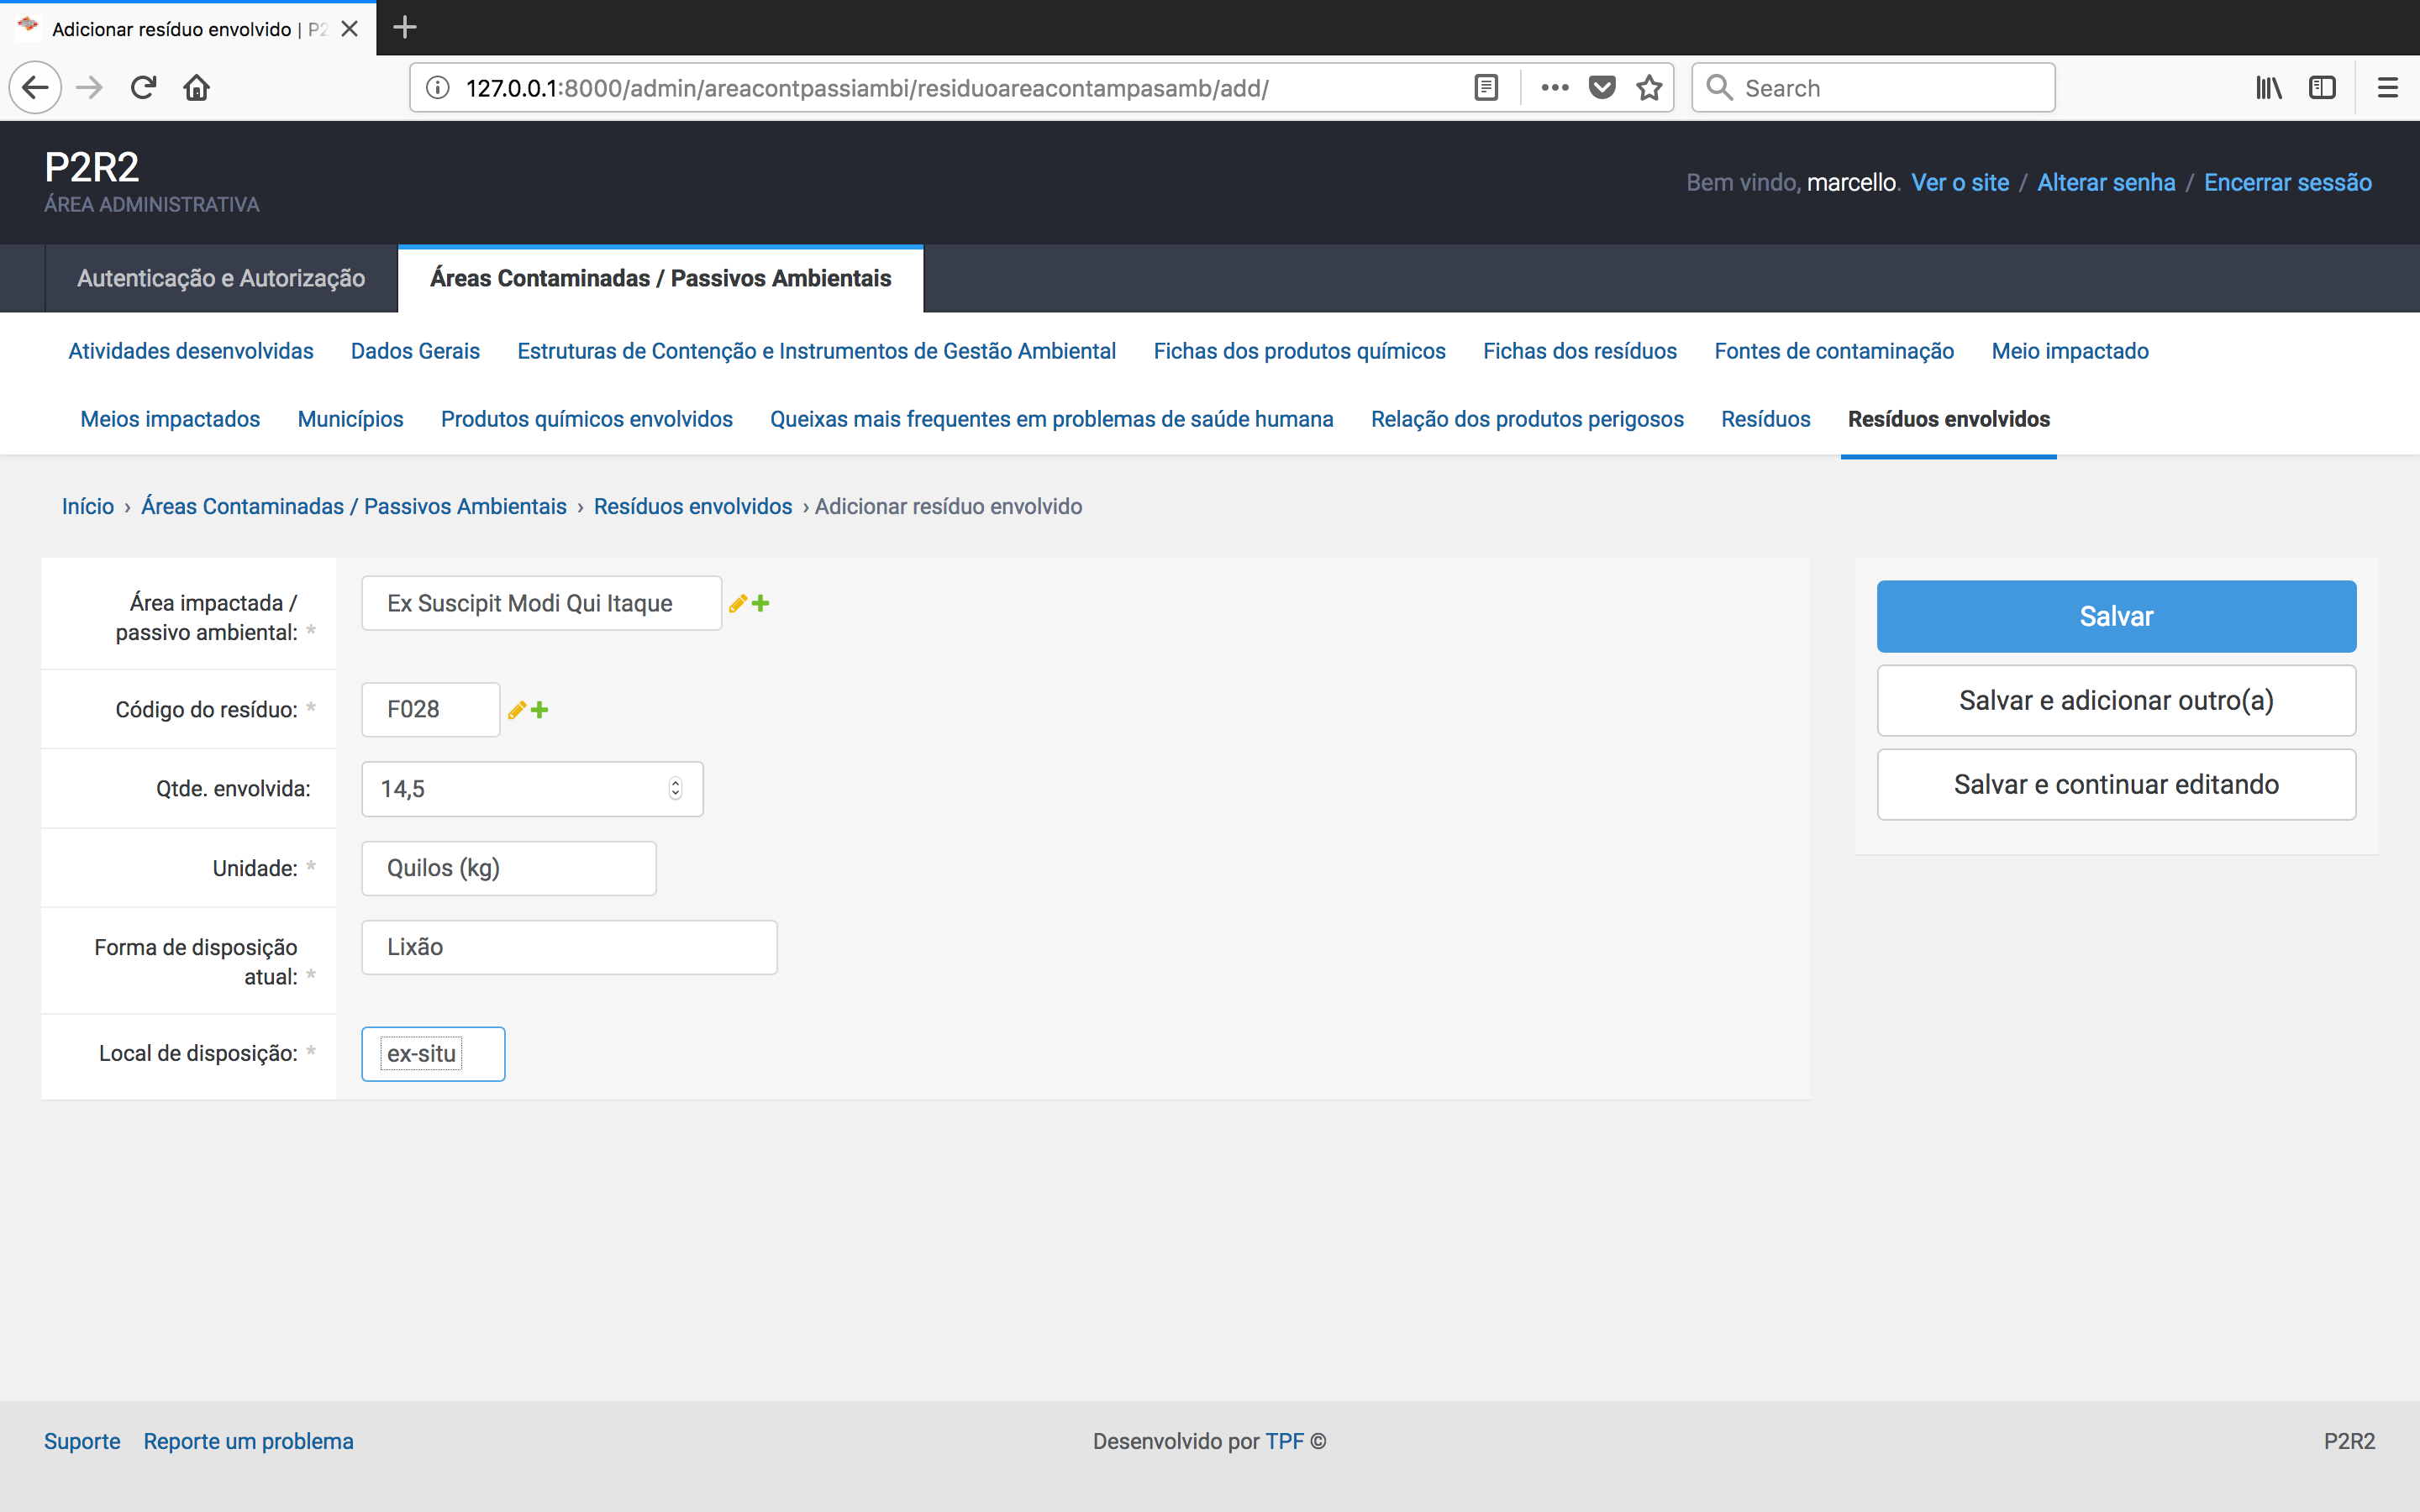 Adicionar resíduo envolvido | P2
127.0.0.1:8000/admin/areacontpassiambi/residuoareacontampasamb/add/
Search
P2R2
ÁREA ADMINISTRATIVA
Bem vindo, marcello. Ver o site / Alterar senha / Encerrar sessão
Autenticação e Autorização
Áreas Contaminadas / Passivos Ambientais
Atividades desenvolvidas Dados Gerais Estruturas de Contenção e Instrumentos de Gestão Ambiental Fichas dos produtos químicos Fichas dos resíduos Fontes de contaminação Meio impactado
Meios impactados Municípios Produtos químicos envolvidos Queixas mais frequentes em problemas de saúde humana Relação dos produtos perigosos Resíduos Resíduos envolvidos
Início › Áreas Contaminadas / Passivos Ambientais › Resíduos envolvidos › Adicionar resíduo envolvido
Área impactada /
passivo ambiental: *
Ex Suscipit Modi Qui Itaque
Código do resíduo: *
F028
Qtde. envolvida:
14,5
Unidade: *
Quilos (kg)
Forma de disposição
atual: *
Lixão
Local de disposição: *
ex-situ
Salvar
Salvar e adicionar outro(a)
Salvar e continuar editando
Suporte Reporte um problema
Desenvolvido por TPF ©
P2R2